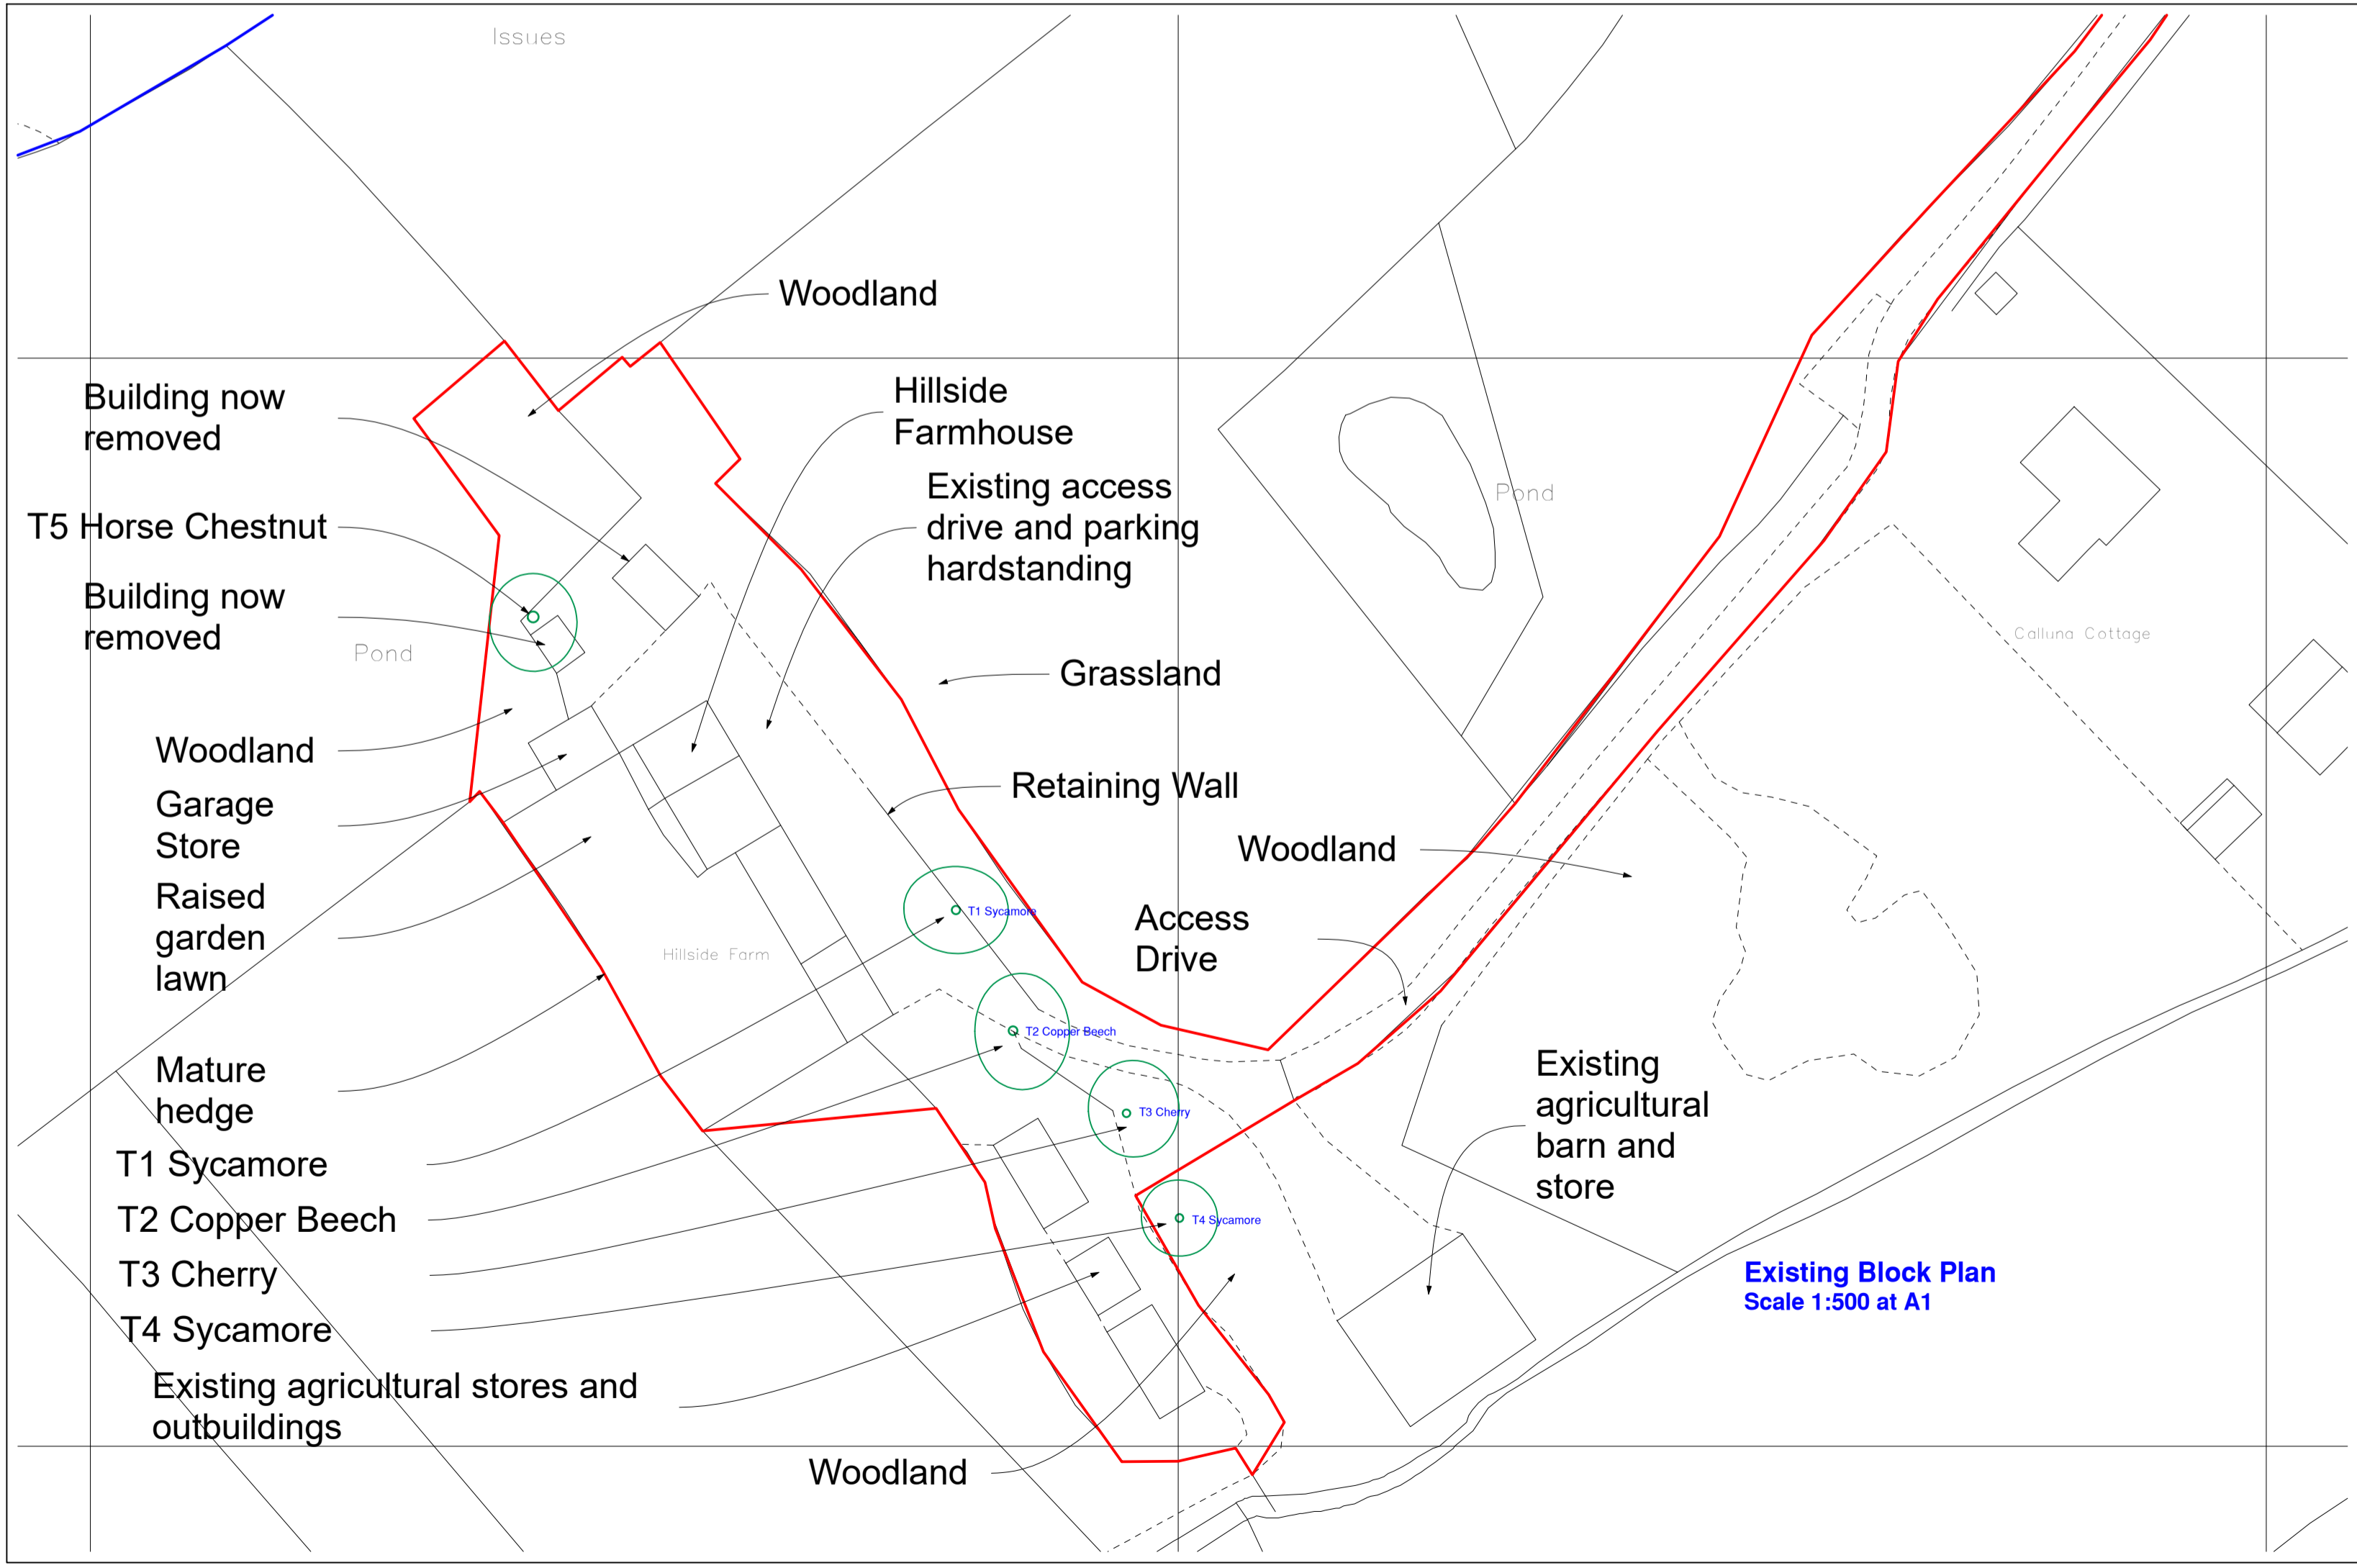 Issues
Woodland
Building now
removed
Hillside
Farmhouse
Existing access
drive and parking
hardstanding
Pond
T5 Horse Chestnut
Building now
removed
Pond
Calluna Cottage
Grassland
Woodland
Retaining Wall
Garage
Store
Woodland
Raised
garden
lawn
T1 Sycamore
Access
Drive
Hillside Farm
T2 Copper Beech
Mature
hedge
Existing
agricultural
barn and
store
T3 Cherry
T1 Sycamore
T2 Copper Beech
T4 Sycamore
T3 Cherry
Existing Block Plan
Scale 1:500 at A1
T4 Sycamore
Existing agricultural stores and
outbuildings
Woodland